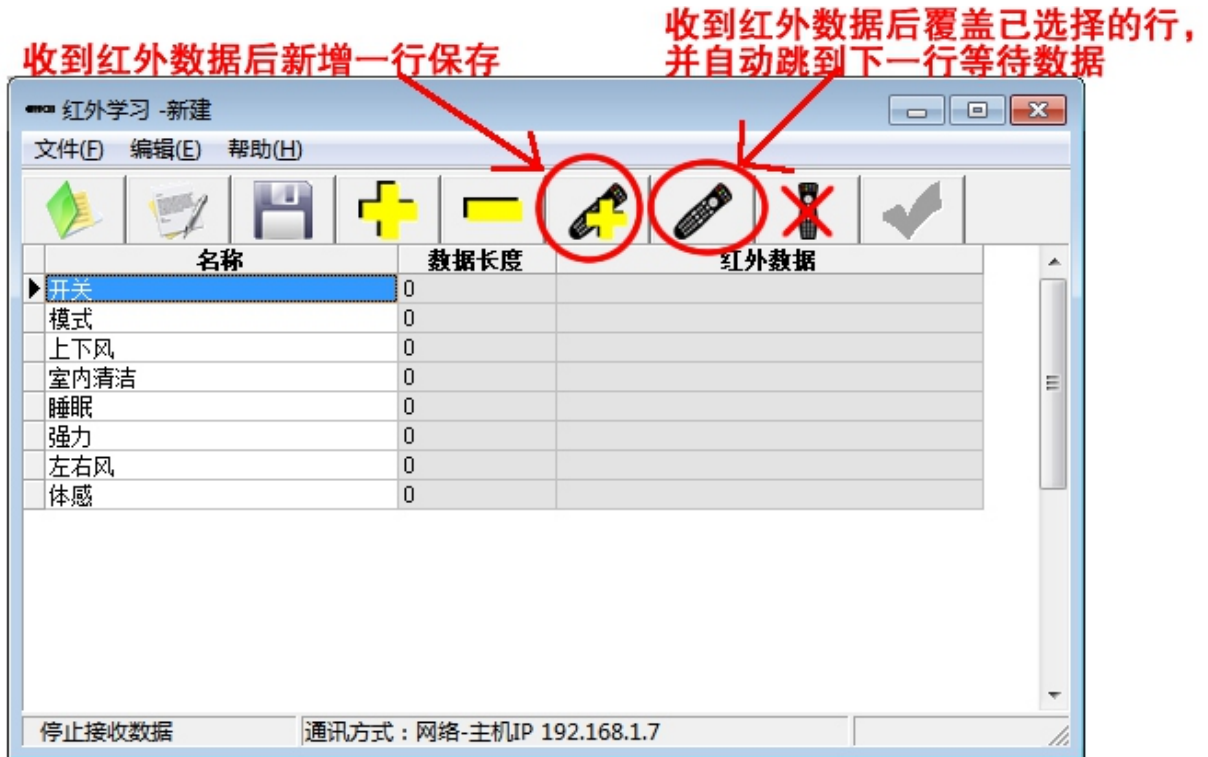 收到红外数据后新增一行保存
收到红外数据后覆盖已选择的行,
并自动跳到下一行等待数据
红外学习 -新建
文件(F) 编辑(E) 帮助(H)
名称 数据长度 红外数据
开关 0
模式 0
上下风 0
室内清洁 0
睡眠 0
强力 0
左右风 0
体感 0
停止接收数据 通讯方式：网络-主机IP 192.168.1.7